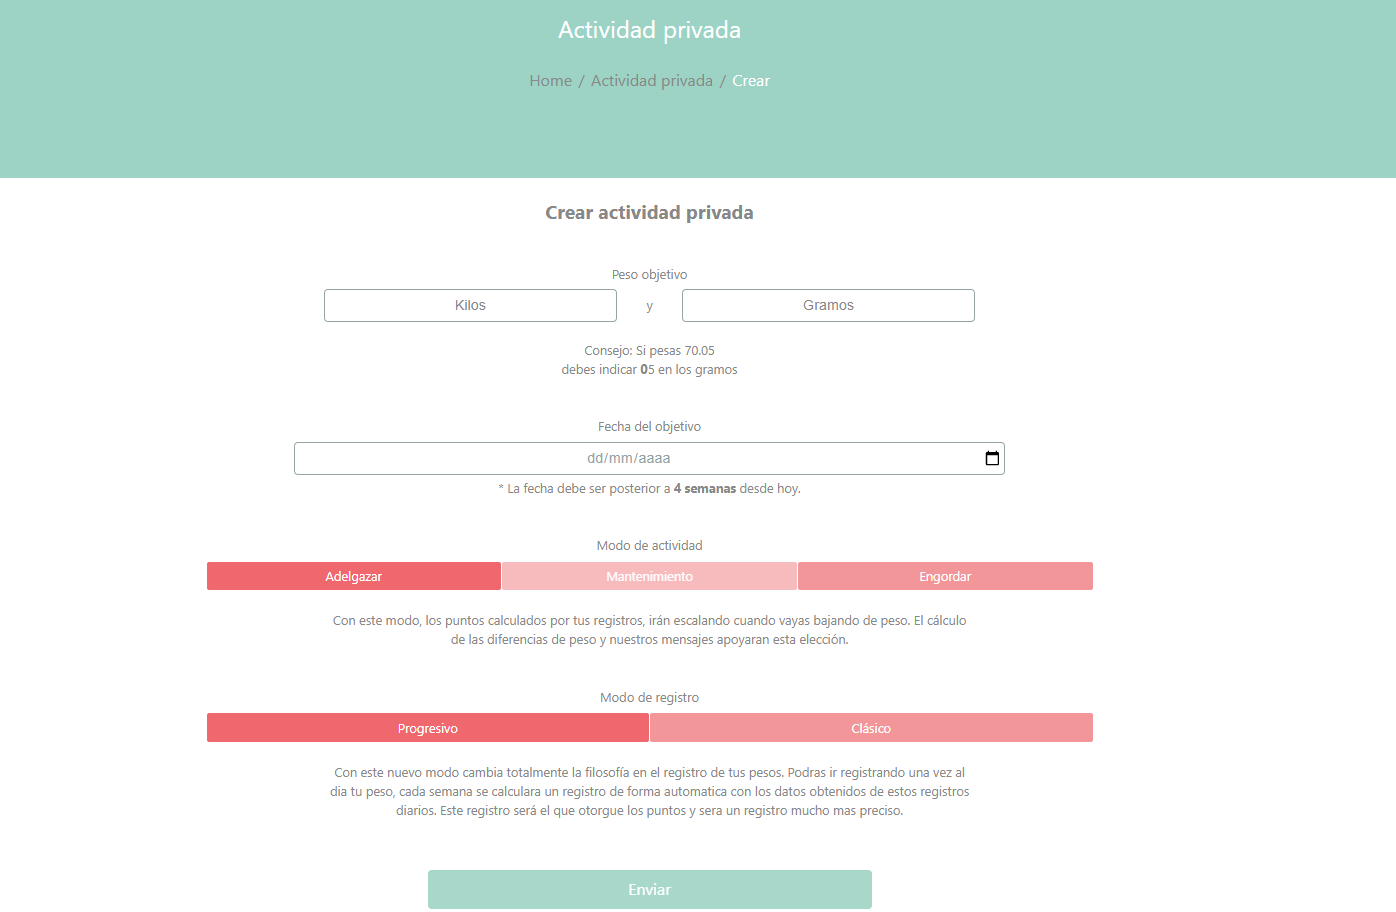 Actividad privada
Home / Actividad privada / Crear
Crear actividad privada
Peso objetivo
Kilos y Gramos
Consejo: Si pesas 70.05
debes indicar 05 en los gramos
Fecha del objetivo
dd/mm/aaaa
* La fecha debe ser posterior a 4 semanas desde hoy.
Modo de actividad
Adelgazar Mantenimiento Engordar
Con este modo, los puntos calculados por tus registros, irán escalando cuando vayas bajando de peso. El cálculo
de las diferencias de peso y nuestros mensajes apoyaran esta elección.
Modo de registro
Progresivo Clásico
Con este nuevo modo cambia totalmente la filosofía en el registro de tus pesos. Podras ir registrando una vez al
dia tu peso, cada semana se calculara un registro de forma automatica con los datos obtenidos de estos registros
diarios. Este registro será el que otorgue los puntos y sera un registro mucho mas preciso.
Enviar